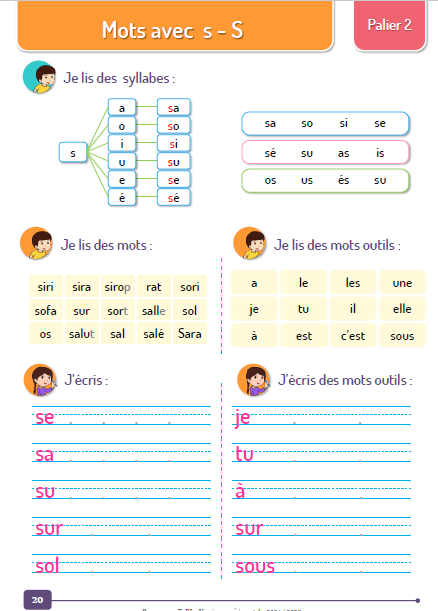 Mots avec s - S
Palier 2
Je lis des syllabes :
s
a sa
o so
i si
u su
e se
é sé
sa so si se
sé su as is
os us és su
Je lis des mots :
siri sira sirop rat sori
sofa sur sort salle sol
os salut sal salé Sara
Je lis des mots outils :
a le les une
je tu il elle
à est c'est sous
J'écris :
se
sa
su
sur
sol
J'écris des mots outils :
je
tu
à
sur
sous
20